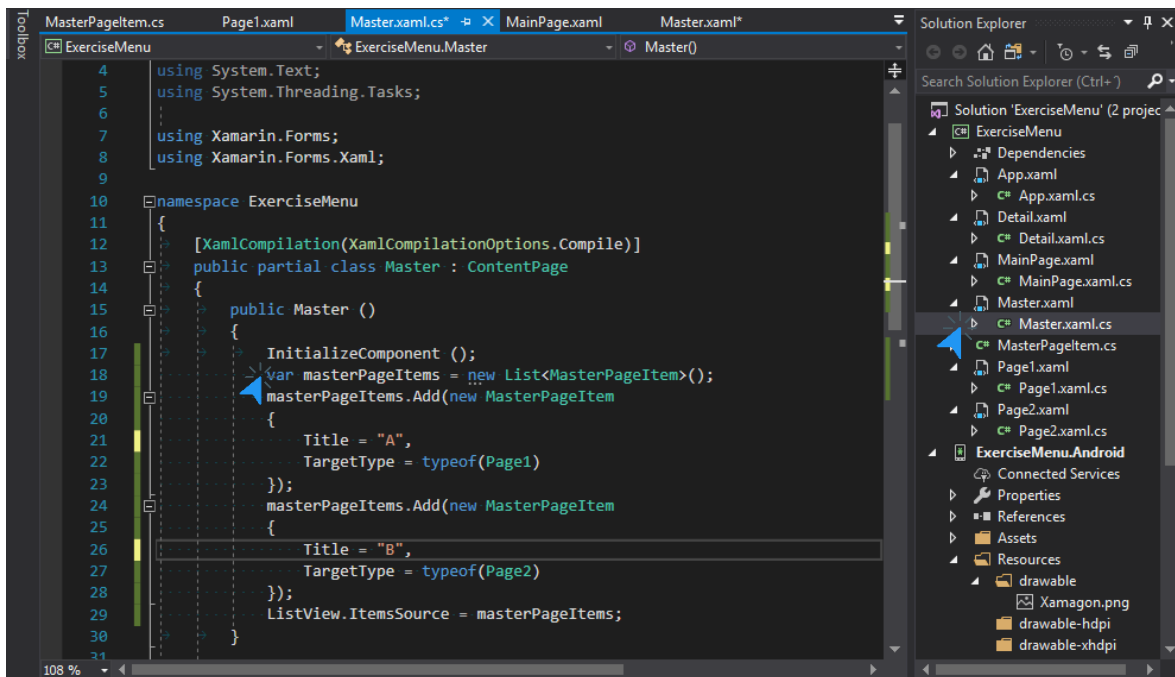 Toolbox
MasterPageItem.cs Page1.xaml Master.xaml.cs* MainPage.xaml Master.xaml*
C# ExerciseMenu ExerciseMenu.Master Master()
4 using System.Text;
5 using System.Threading.Tasks;
6
7 using Xamarin.Forms;
8 using Xamarin.Forms.Xaml;
9
10 namespace ExerciseMenu
11 {
12 [XamlCompilation(XamlCompilationOptions.Compile)]
13 public partial class Master : ContentPage
14 {
15 public Master ()
16 {
17 InitializeComponent ();
18 var masterPageItems = new List<MasterPageItem>();
19 masterPageItems.Add(new MasterPageItem
20 {
21 Title = "A",
22 TargetType = typeof(Page1)
23 });
24 masterPageItems.Add(new MasterPageItem
25 {
26 Title = "B",
27 TargetType = typeof(Page2)
28 });
29 ListView.ItemsSource = masterPageItems;
30 }
31
108 %
Solution Explorer
Search Solution Explorer (Ctrl+¨)
Solution 'ExerciseMenu' (2 projec
C# ExerciseMenu
Dependencies
App.xaml
C# App.xaml.cs
Detail.xaml
C# Detail.xaml.cs
MainPage.xaml
C# MainPage.xaml.cs
Master.xaml
C# Master.xaml.cs
C# MasterPageItem.cs
Page1.xaml
C# Page1.xaml.cs
Page2.xaml
C# Page2.xaml.cs
ExerciseMenu.Android
Connected Services
Properties
References
Assets
Resources
drawable
Xamagon.png
drawable-hdpi
drawable-xhdpi